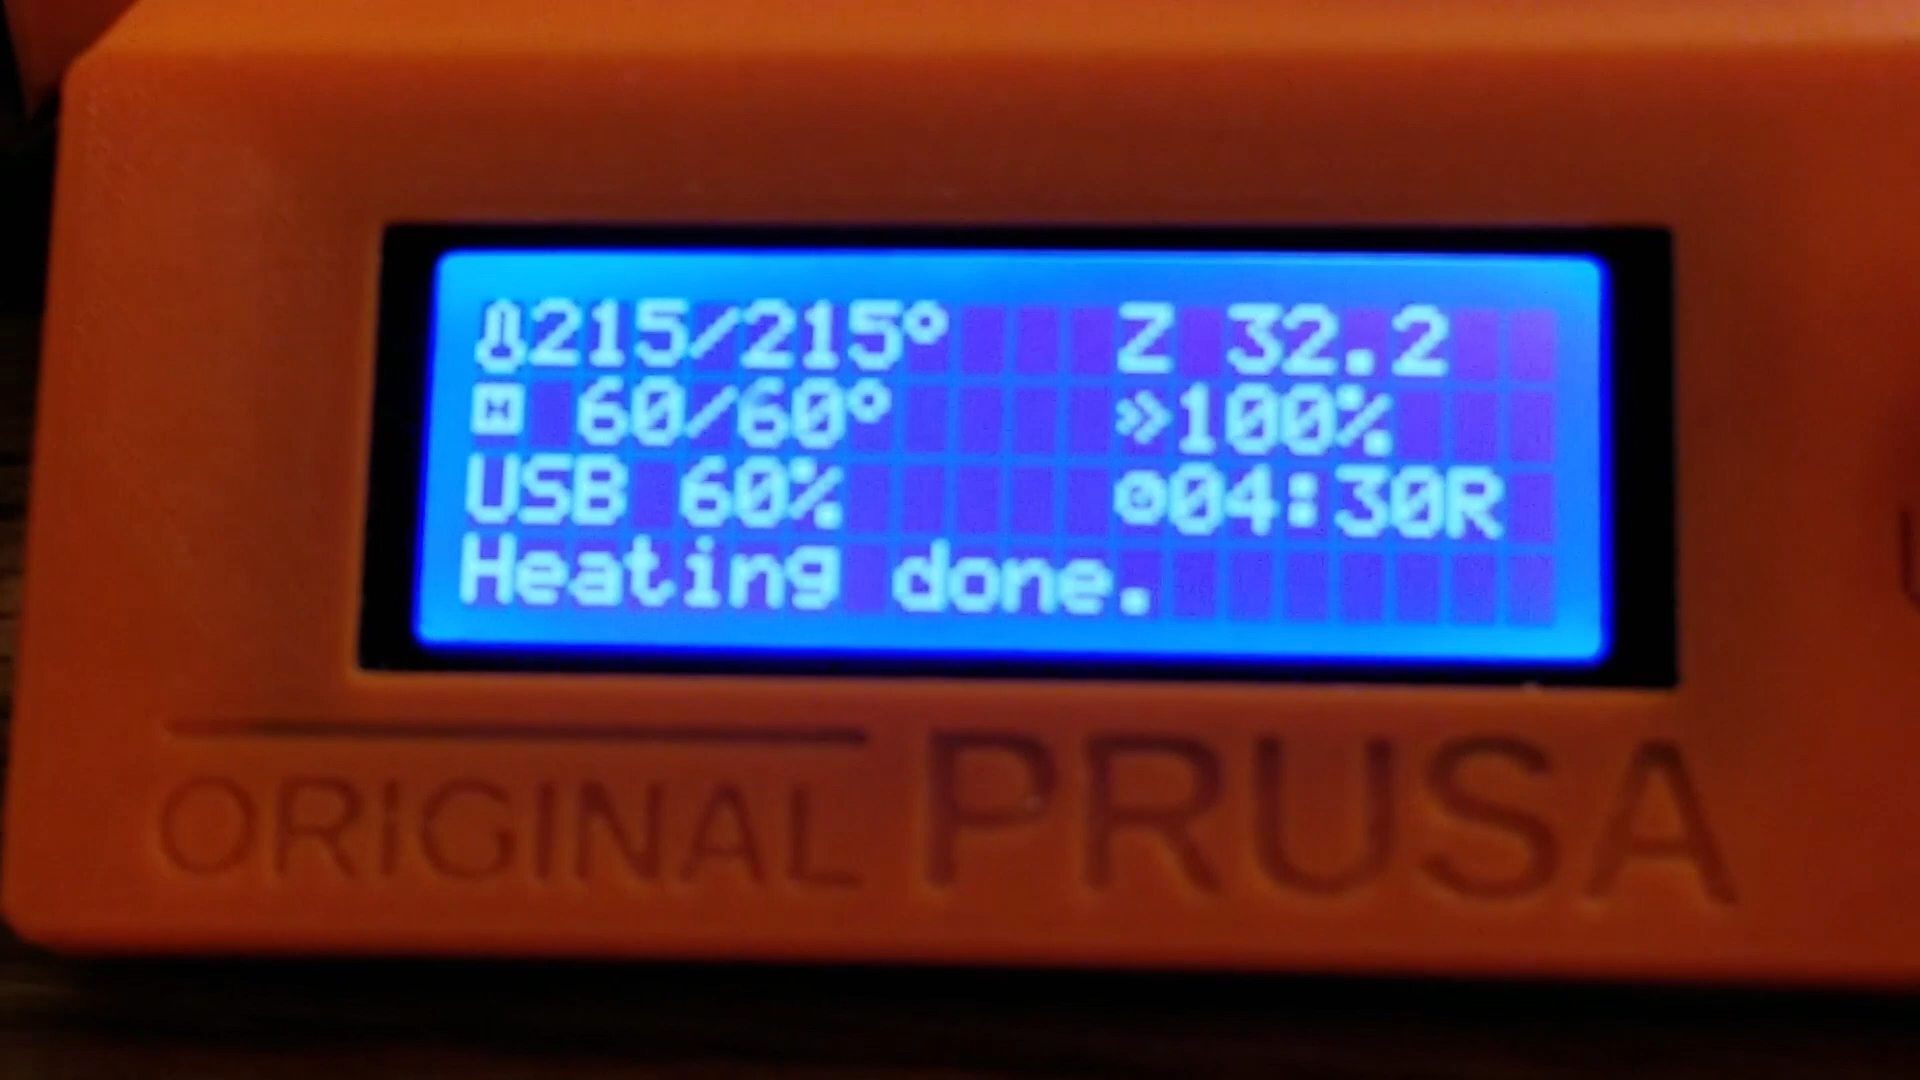 215/215° Z 32.2
60/60° 100%
USB 60% 04:30R
Heating done.
ORIGINAL PRUSA